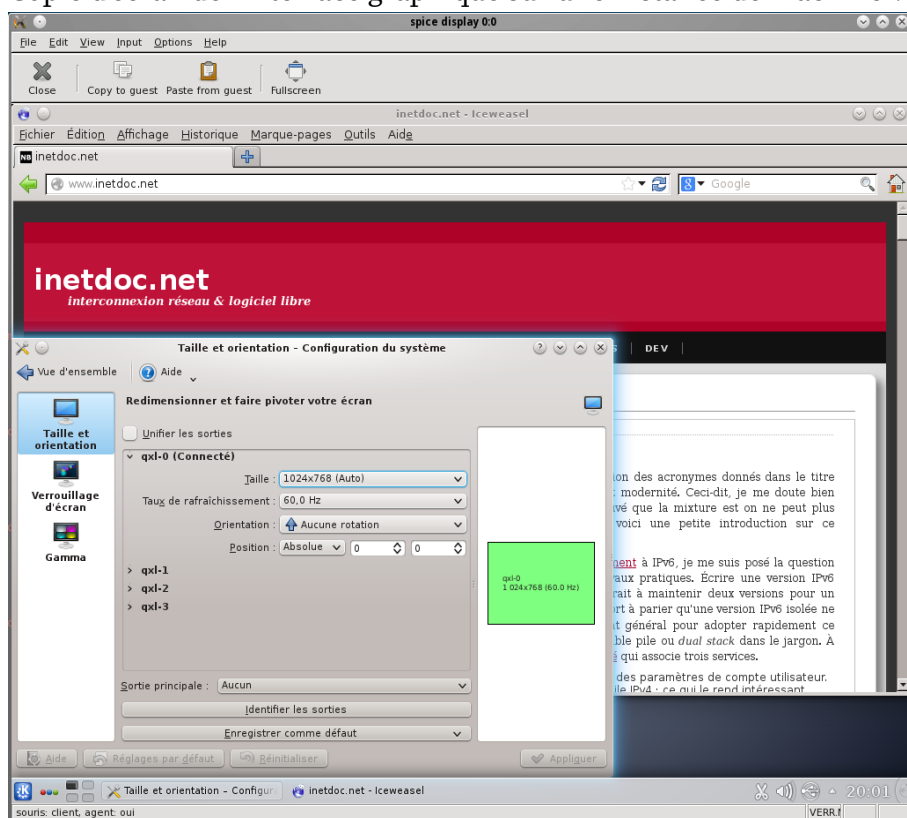 spice display 0:0
File Edit View Input Options Help
Close Copy to guest Paste from guest Fullscreen
inetdoc.net - Iceweasel
Fichier Édition Affichage Historique Marque-pages Outils Aide
inetdoc.net
www.inetdoc.net Google
inetdoc.net
interconnexion réseau & logiciel libre
DEV
Taille et orientation - Configuration du système
Vue d'ensemble Aide
Redimensionner et faire pivoter votre écran
Taille et orientation
Verrouillage d'écran
Gamma
Unifier les sorties
qxl-0 (Connecté)
Taille : 1024x768 (Auto)
Taux de rafraîchissement : 60,0 Hz
Orientation : Aucune rotation
Position : Absolue 0 0
qxl-1
qxl-2
qxl-3
qxl-0
1 024x768 (60.0 Hz)
Sortie principale : Aucun
Identifier les sorties
Enregistrer comme défaut
Aide Réglages par défaut Réinitialiser Appliquer
des acronymes donnés dans le titre
modernité. Ceci-dit, je me doute bien
que la mixture est on ne peut plus
voici une petite introduction sur ce
à IPv6, je me suis posé la question
pratiques. Écrire une version IPv6
à maintenir deux versions pour un
à parier qu'une version IPv6 isolée ne
général pour adopter rapidement ce
pile ou dual stack dans le jargon. À
qui associe trois services.
des paramètres de compte utilisateur.
IPv4 : ce qui le rend intéressant
Taille et orientation - Configur inetdoc.net - Iceweasel 20:01
souris: client, agent: oui VERR.